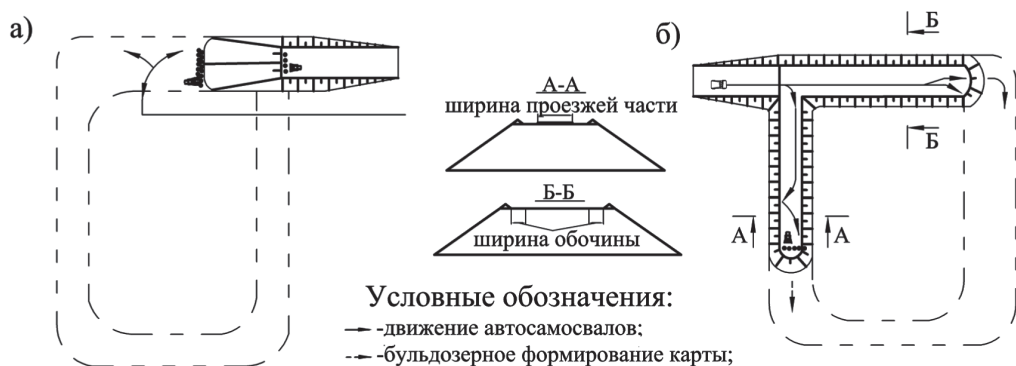 а)
б)
Б
Б
А-А
ширина проезжей части
Б-Б
ширина обочины
А
А
Условные обозначения:
-движение автосамосвалов;
-бульдозерное формирование карты;